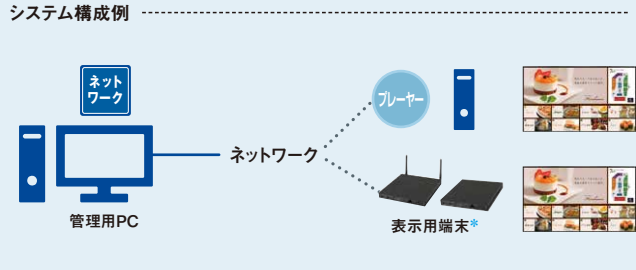 システム構成例
ネット
ワーク
プレーヤー
ネットワーク
管理用PC
表示用端末*